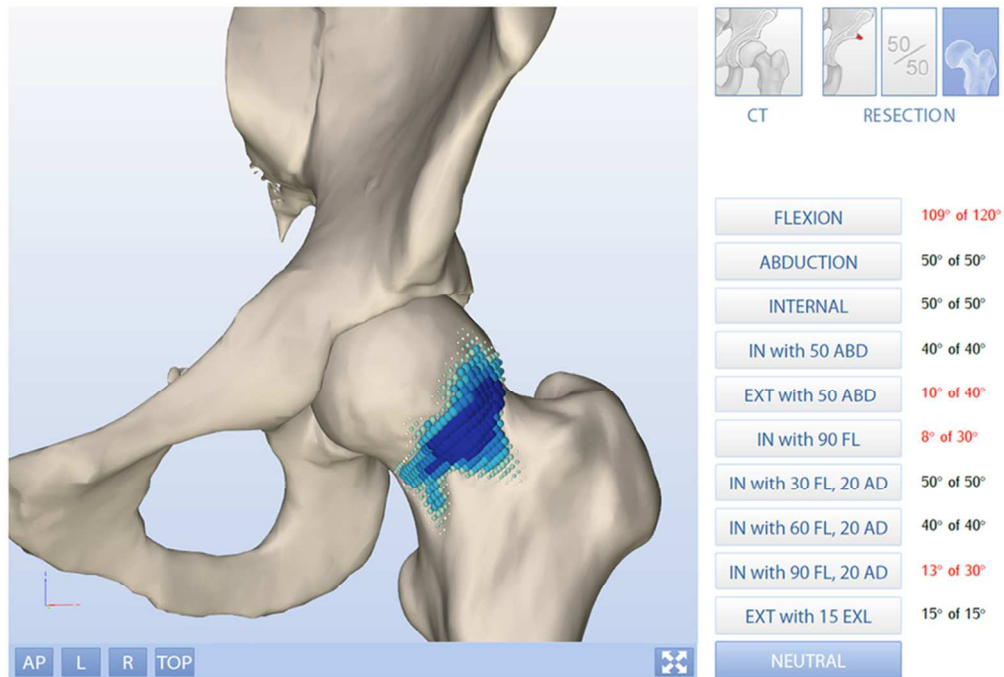 50/50
CT
RESECTION
FLEXION 109° of 120°
ABDUCTION 50° of 50°
INTERNAL 50° of 50°
IN with 50 ABD 40° of 40°
EXT with 50 ABD 10° of 40°
IN with 90 FL 8° of 30°
IN with 30 FL, 20 AD 50° of 50°
IN with 60 FL, 20 AD 40° of 40°
IN with 90 FL, 20 AD 13° of 30°
EXT with 15 EXL 15° of 15°
NEUTRAL
AP L R TOP